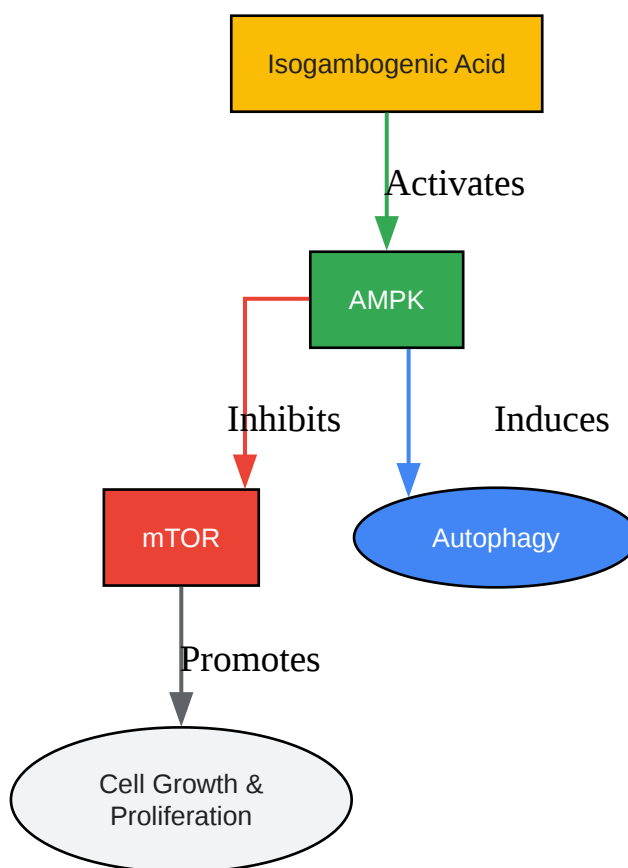 Isogambogenic Acid
Activates
AMPK
Inhibits
Induces
mTOR
Autophagy
Promotes
Cell Growth &
Proliferation